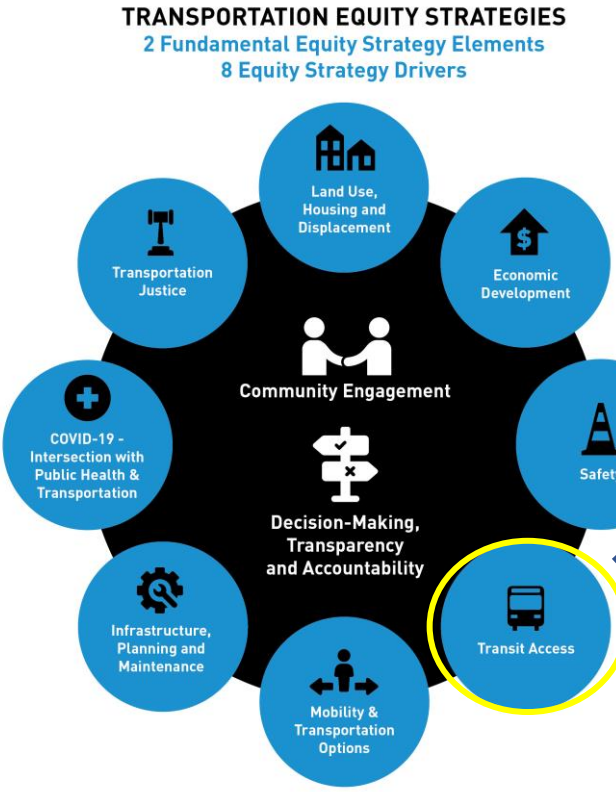 TRANSPORTATION EQUITY STRATEGIES
2 Fundamental Equity Strategy Elements
8 Equity Strategy Drivers
Land Use,
Housing and
Displacement
Economic
Development
$
Transportation
Justice
Community Engagement
COVID-19 -
Intersection with
Public Health &
Transportation
Safet
Decision-Making,
Transparency
and Accountability
Infrastructure,
Planning and
Maintenance
Transit Access
Mobility &
Transportation
Options